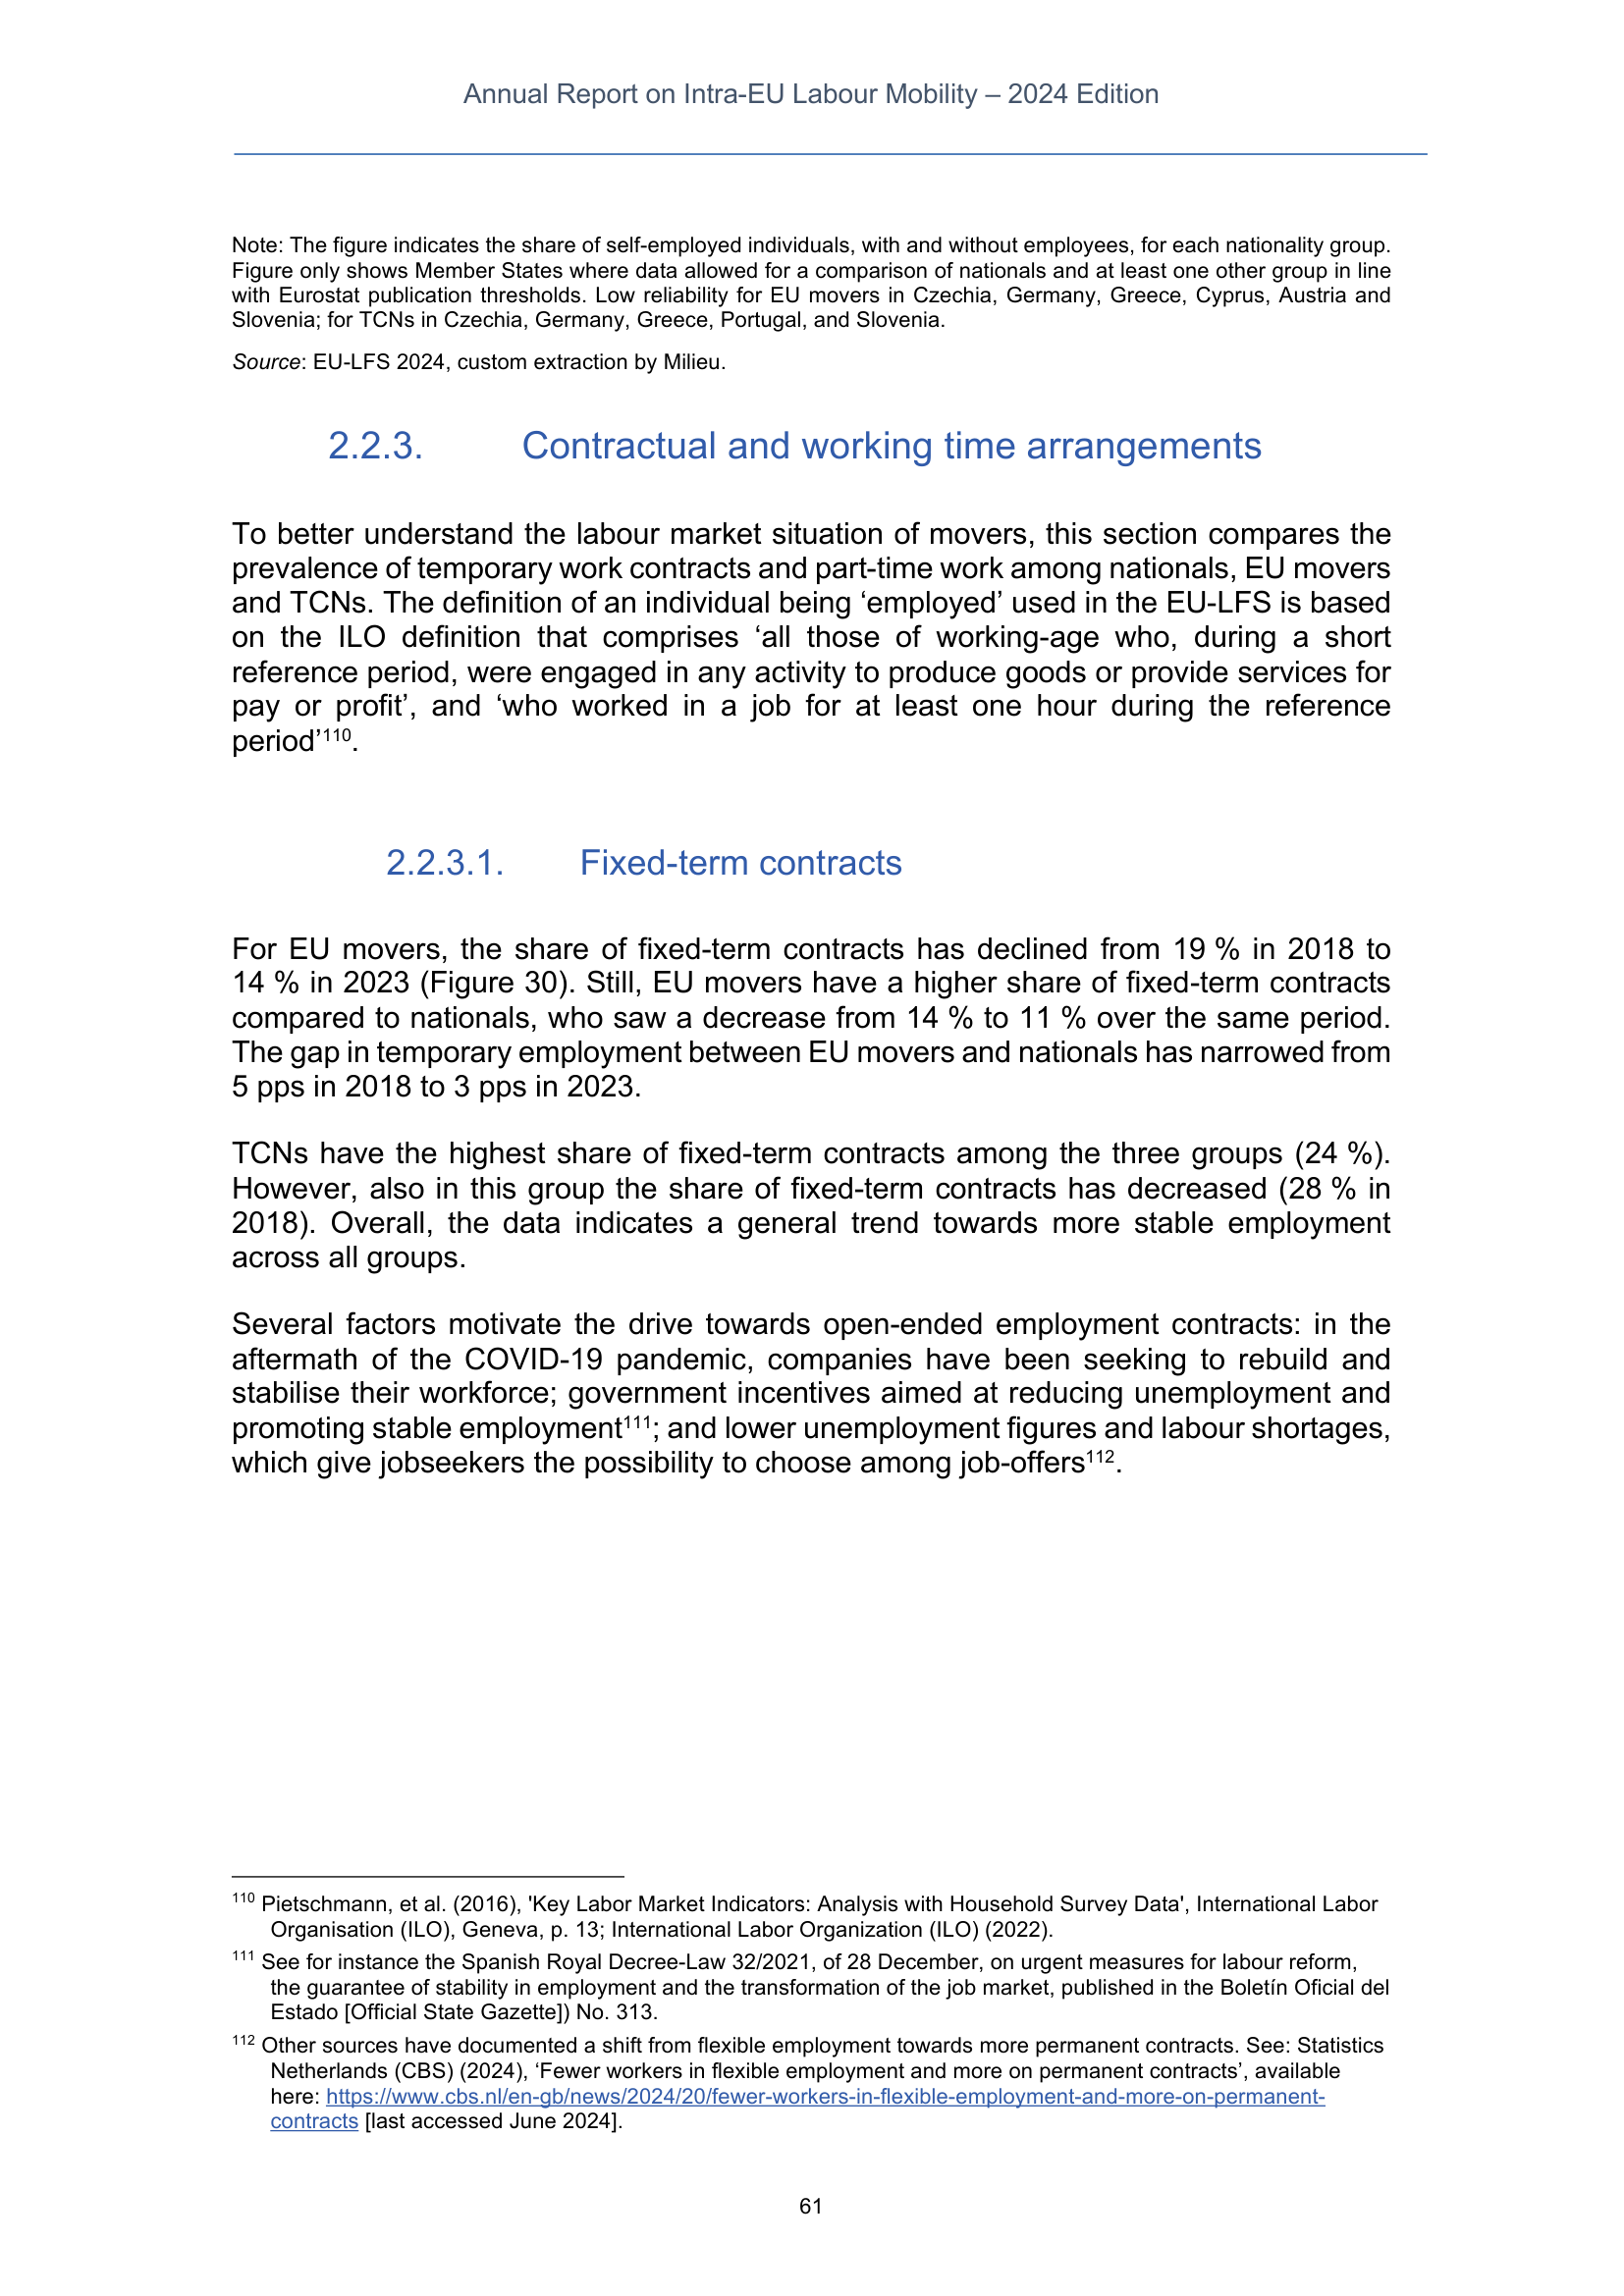 Annual Report on Intra-EU Labour Mobility – 2024 Edition
Note: The figure indicates the share of self-employed individuals, with and without employees, for each nationality group.
Figure only shows Member States where data allowed for a comparison of nationals and at least one other group in line
with Eurostat publication thresholds. Low reliability for EU movers in Czechia, Germany, Greece, Cyprus, Austria and
Slovenia; for TCNs in Czechia, Germany, Greece, Portugal, and Slovenia.
Source: EU-LFS 2024, custom extraction by Milieu.
2.2.3. Contractual and working time arrangements
To better understand the labour market situation of movers, this section compares the
prevalence of temporary work contracts and part-time work among nationals, EU movers
and TCNs. The definition of an individual being ‘employed’ used in the EU-LFS is based
on the ILO definition that comprises ‘all those of working-age who, during a short
reference period, were engaged in any activity to produce goods or provide services for
pay or profit’, and ‘who worked in a job for at least one hour during the reference
period’110.
2.2.3.1. Fixed-term contracts
For EU movers, the share of fixed-term contracts has declined from 19 % in 2018 to
14 % in 2023 (Figure 30). Still, EU movers have a higher share of fixed-term contracts
compared to nationals, who saw a decrease from 14 % to 11 % over the same period.
The gap in temporary employment between EU movers and nationals has narrowed from
5 pps in 2018 to 3 pps in 2023.
TCNs have the highest share of fixed-term contracts among the three groups (24 %).
However, also in this group the share of fixed-term contracts has decreased (28 % in
2018). Overall, the data indicates a general trend towards more stable employment
across all groups.
Several factors motivate the drive towards open-ended employment contracts: in the
aftermath of the COVID-19 pandemic, companies have been seeking to rebuild and
stabilise their workforce; government incentives aimed at reducing unemployment and
promoting stable employment111; and lower unemployment figures and labour shortages,
which give jobseekers the possibility to choose among job-offers112.
110 Pietschmann, et al. (2016), 'Key Labor Market Indicators: Analysis with Household Survey Data', International Labor
Organisation (ILO), Geneva, p. 13; International Labor Organization (ILO) (2022).
111 See for instance the Spanish Royal Decree-Law 32/2021, of 28 December, on urgent measures for labour reform,
the guarantee of stability in employment and the transformation of the job market, published in the Boletín Oficial del
Estado [Official State Gazette]) No. 313.
112 Other sources have documented a shift from flexible employment towards more permanent contracts. See: Statistics
Netherlands (CBS) (2024), ‘Fewer workers in flexible employment and more on permanent contracts’, available
here: https://www.cbs.nl/en-gb/news/2024/20/fewer-workers-in-flexible-employment-and-more-on-permanent-
contracts [last accessed June 2024].
61